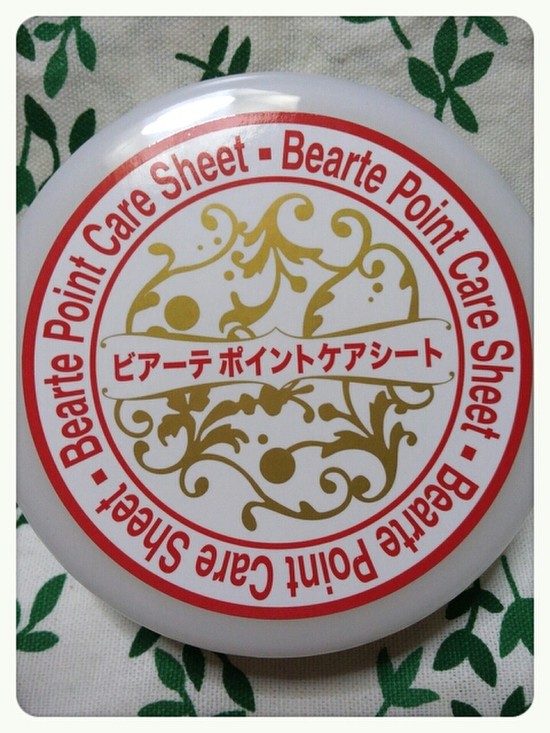 Bearte Point Care Sheet ▪ Bearte Point Care Sheet ▪ Bearte Point Care Sheet ▪
ビアーテ ポイントケアシート